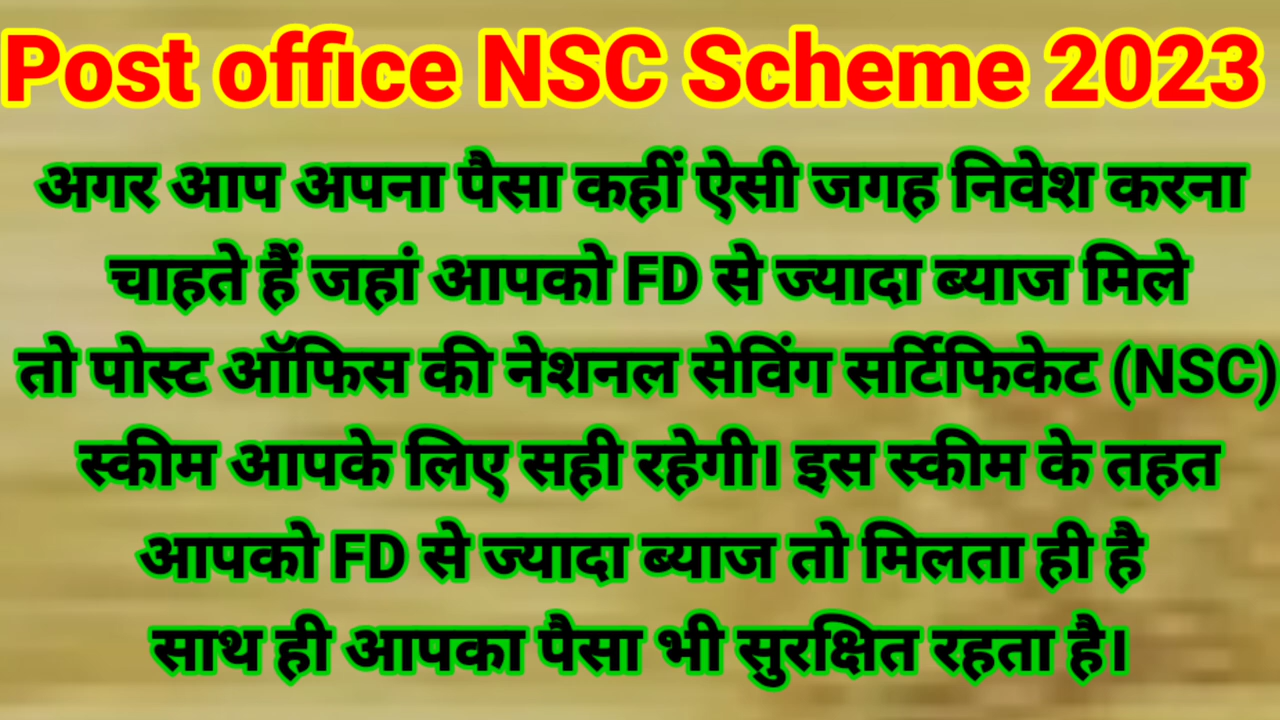 Post office NSC Scheme 2023
अगर आप अपना पैसा कहीं ऐसी जगह निवेश करना
चाहते हैं जहां आपको FD से ज्यादा ब्याज मिले
तो पोस्ट ऑफिस की नेशनल सेविंग सर्टिफिकेट (NSC)
स्कीम आपके लिए सही रहेगी। इस स्कीम के तहत
आपको FD से ज्यादा ब्याज तो मिलता ही है
साथ ही आपका पैसा भी सुरक्षित रहता है।